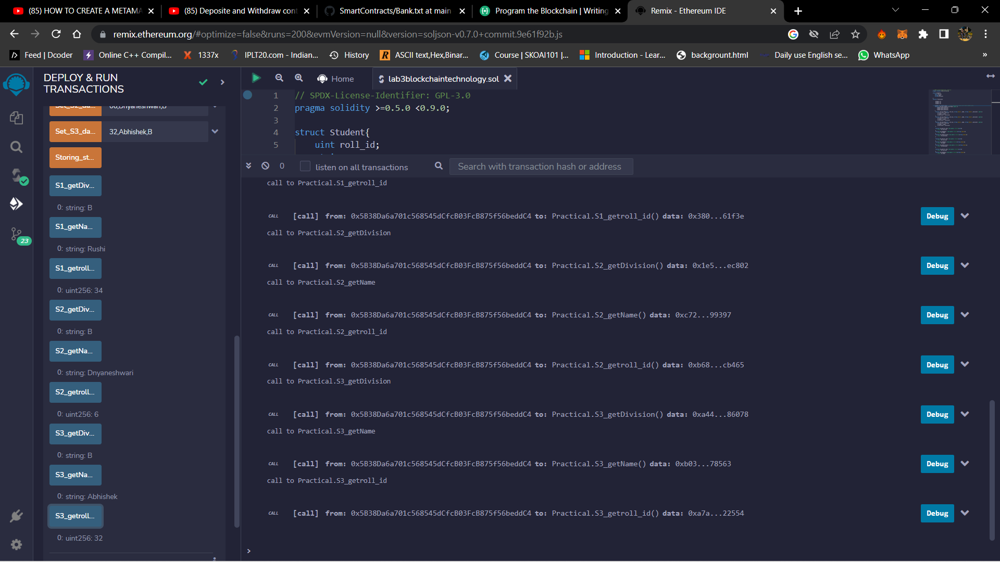 (85) HOW TO CREATE A METAMA
(85) Deposite and Withdraw cont
SmartContracts/Bank.txt at main
Program the Blockchain | Writing
Remix - Ethereum IDE
remix.ethereum.org/#optimize=false&runs=200&evmVersion=null&version=soljson-v0.7.0+commit.9e61f92b.js
Feed | Dcoder
Online C++ Compil...
1337x
IPLT20.com - Indian...
History
ASCII text,Hex,Binar...
Course | SKOAI101 |...
Introduction - Lear...
backgrount.html
Daily use English se...
WhatsApp
»
DEPLOY & RUN
TRANSACTIONS
Set_S2_da...
06,Dnyaneshwari,B
Set_S3_da...
32,Abhishek,B
Storing_st...
S1_getDiv...
0: string: B
S1_getNa...
0: string: Rushi
S1_getroll...
0: uint256: 34
S2_getDiv...
0: string: B
S2_getNa...
0: string: Dnyaneshwari
S2_getroll...
0: uint256: 6
S3_getDiv...
0: string: B
S3_getNa...
0: string: Abhishek
S3_getroll...
0: uint256: 32
23
Home
lab3blockchaintechnology.sol
1 // SPDX-License-Identifier: GPL-3.0
2 pragma solidity >=0.5.0 <0.9.0;
3
4 struct Student{
5 uint roll_id;
0
listen on all transactions
Search with transaction hash or address
call to Practical.S1_getroll_id
CALL [call] from: 0x5B38Da6a701c568545dCfcB03FcB875f56beddC4 to: Practical.S1_getroll_id() data: 0x380...61f3e
Debug
call to Practical.S2_getDivision
CALL [call] from: 0x5B38Da6a701c568545dCfcB03FcB875f56beddC4 to: Practical.S2_getDivision() data: 0x1e5...ec802
Debug
call to Practical.S2_getName
CALL [call] from: 0x5B38Da6a701c568545dCfcB03FcB875f56beddC4 to: Practical.S2_getName() data: 0xc72...99397
Debug
call to Practical.S2_getroll_id
CALL [call] from: 0x5B38Da6a701c568545dCfcB03FcB875f56beddC4 to: Practical.S2_getroll_id() data: 0xb68...cb465
Debug
call to Practical.S3_getDivision
CALL [call] from: 0x5B38Da6a701c568545dCfcB03FcB875f56beddC4 to: Practical.S3_getDivision() data: 0xa44...86078
Debug
call to Practical.S3_getName
CALL [call] from: 0x5B38Da6a701c568545dCfcB03FcB875f56beddC4 to: Practical.S3_getName() data: 0xb03...78563
Debug
call to Practical.S3_getroll_id
CALL [call] from: 0x5B38Da6a701c568545dCfcB03FcB875f56beddC4 to: Practical.S3_getroll_id() data: 0xa7a...22554
Debug
>